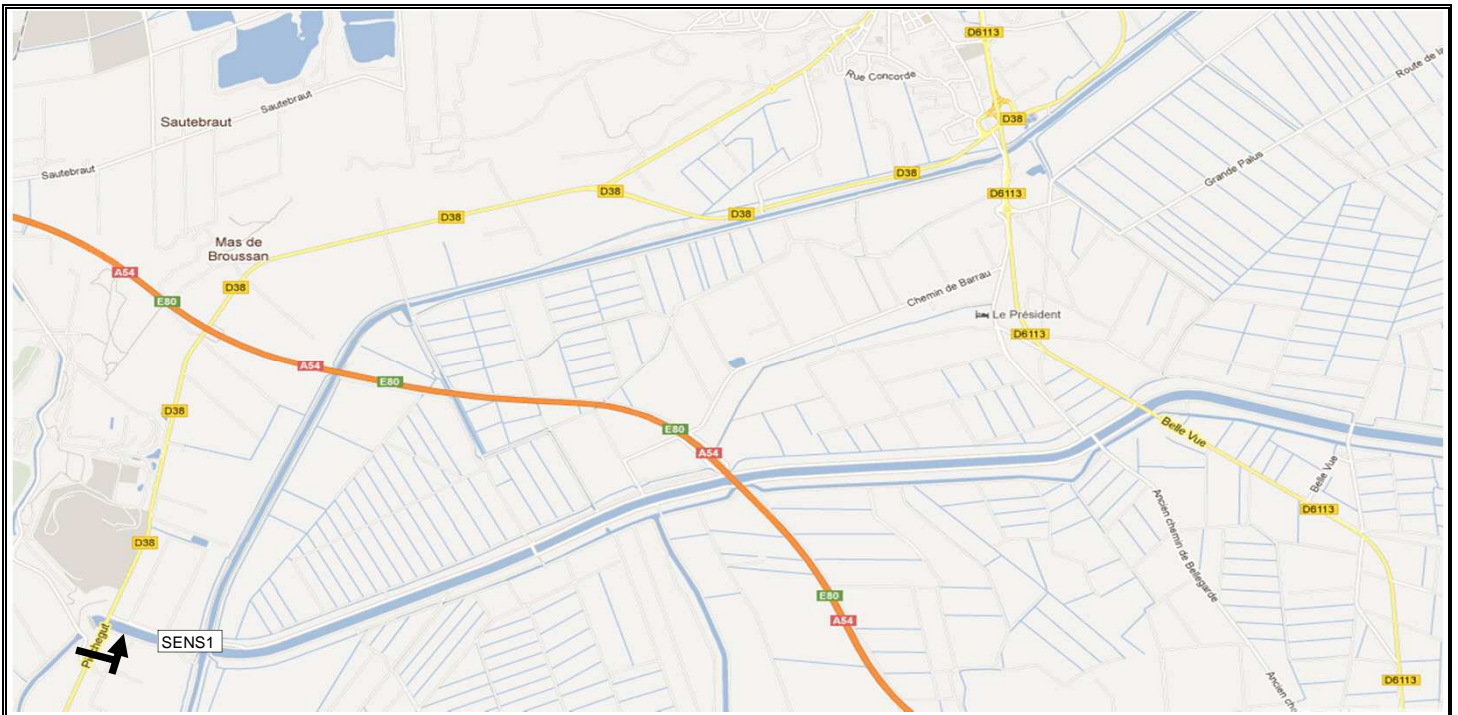 D6113
Rue Concorde
Route de la
Sautebraut
Sautebraut
D38
Sautebraut
Grande Palus
D38
D38
D6113
D38
D38
Mas de
Broussan
A54
D38
E80
Chemin de Barrau
Le Président
D6113
A54
E80
D38
E80
Belle Vue
A54
Belle Vue
Ancien chemin de Bellegarde
D6113
D38
E80
A54
SENS1
D6113